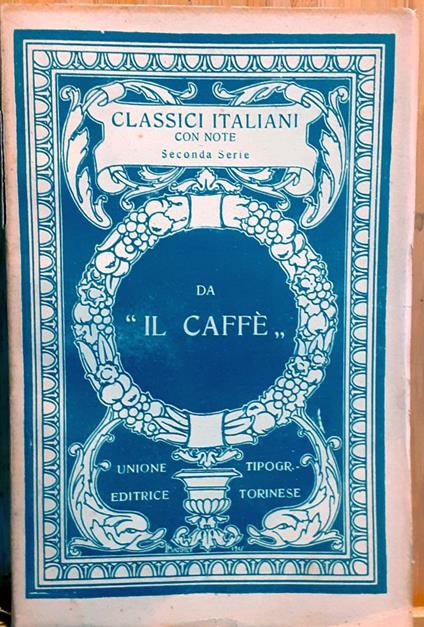 CLASSICI ITALIANI
CON NOTE
Seconda Serie
DA
“ IL CAFFÈ „
UNIONE TIPOGR.
EDITRICE TORINESE